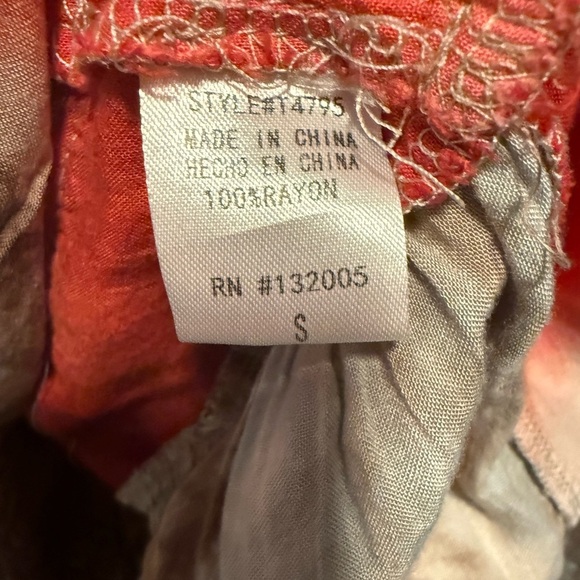 STYLE#T4795
MADE IN CHINA
HECHO EN CHINA
100%RAYON
RN #132005
S